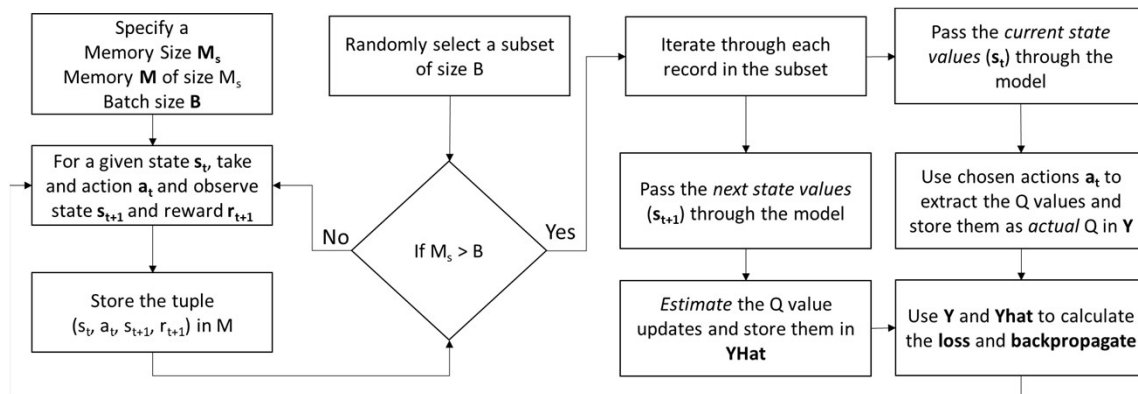 Specify a
Memory Size Ms
Memory M of size Ms
Batch size B
For a given state st, take
and action at and observe
state st+1 and reward rt+1
Store the tuple
(st, at, st+1, rt+1) in M
Randomly select a subset
of size B
No
If Ms > B
Yes
Iterate through each
record in the subset
Pass the next state values
(st+1) through the model
Estimate the Q value
updates and store them in
YHat
Pass the current state
values (st) through the
model
Use chosen actions at to
extract the Q values and
store them as actual Q in Y
Use Y and Yhat to calculate
the loss and backpropagate